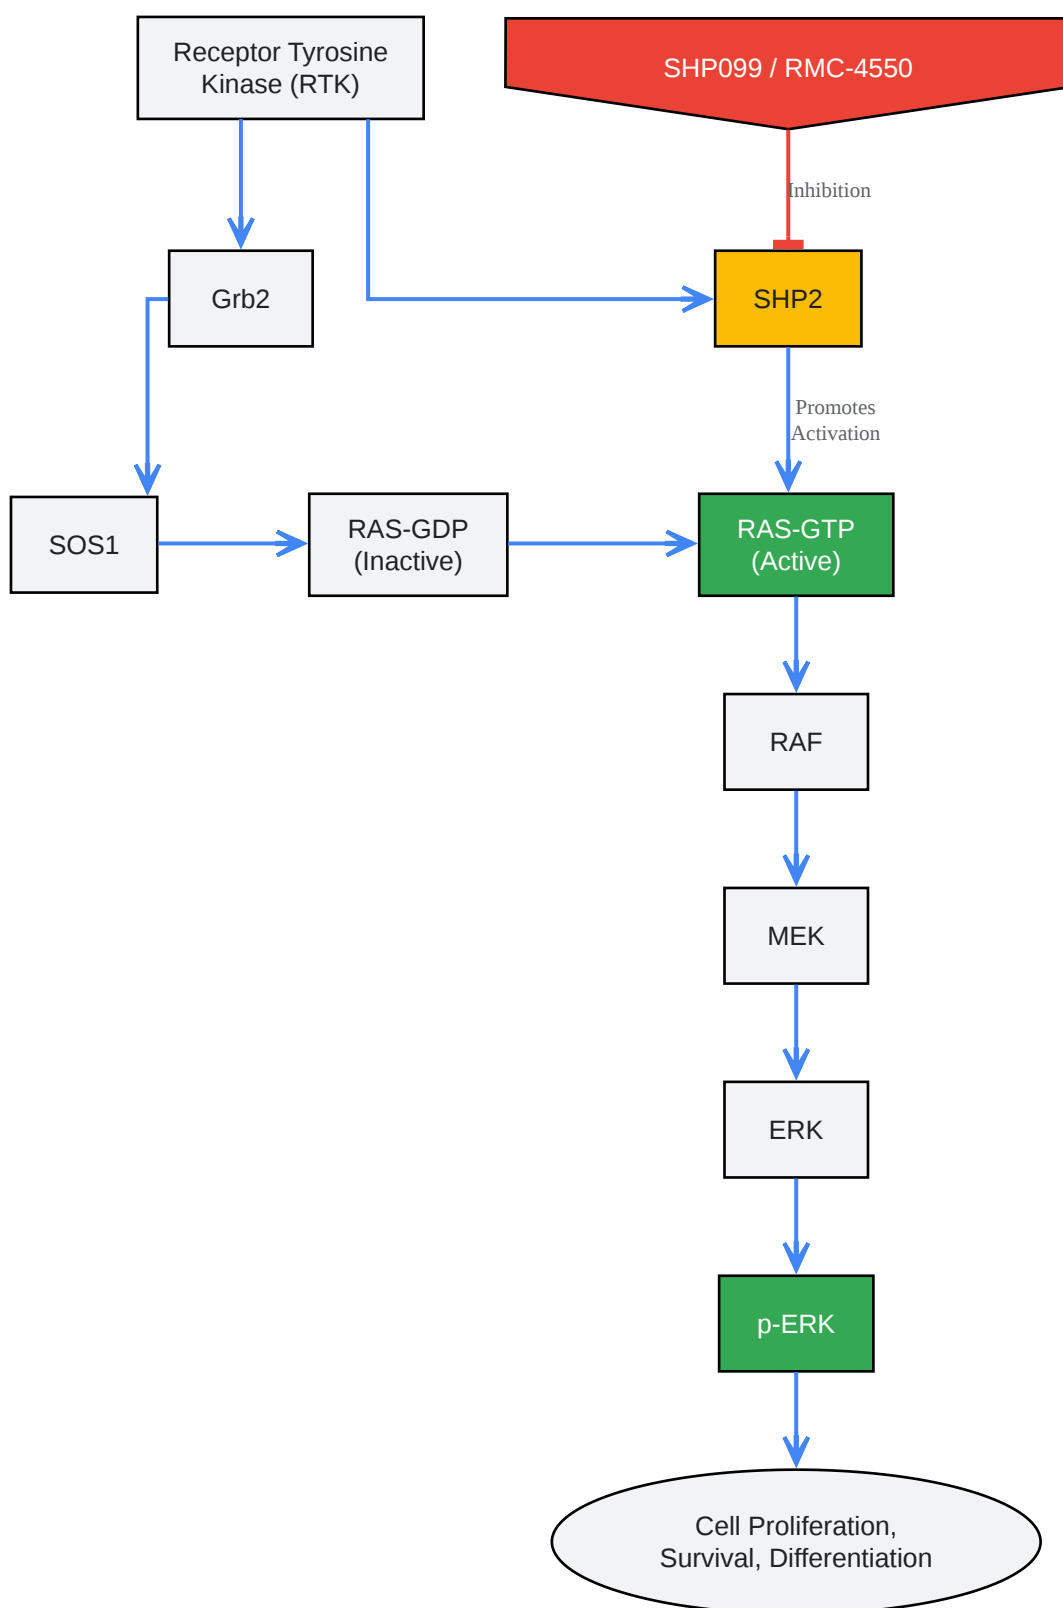 Receptor Tyrosine
Kinase (RTK)
SHP099 / RMC-4550
Inhibition
Grb2
SHP2
Promotes
Activation
SOS1
RAS-GDP
(Inactive)
RAS-GTP
(Active)
RAF
MEK
ERK
p-ERK
Cell Proliferation,
Survival, Differentiation